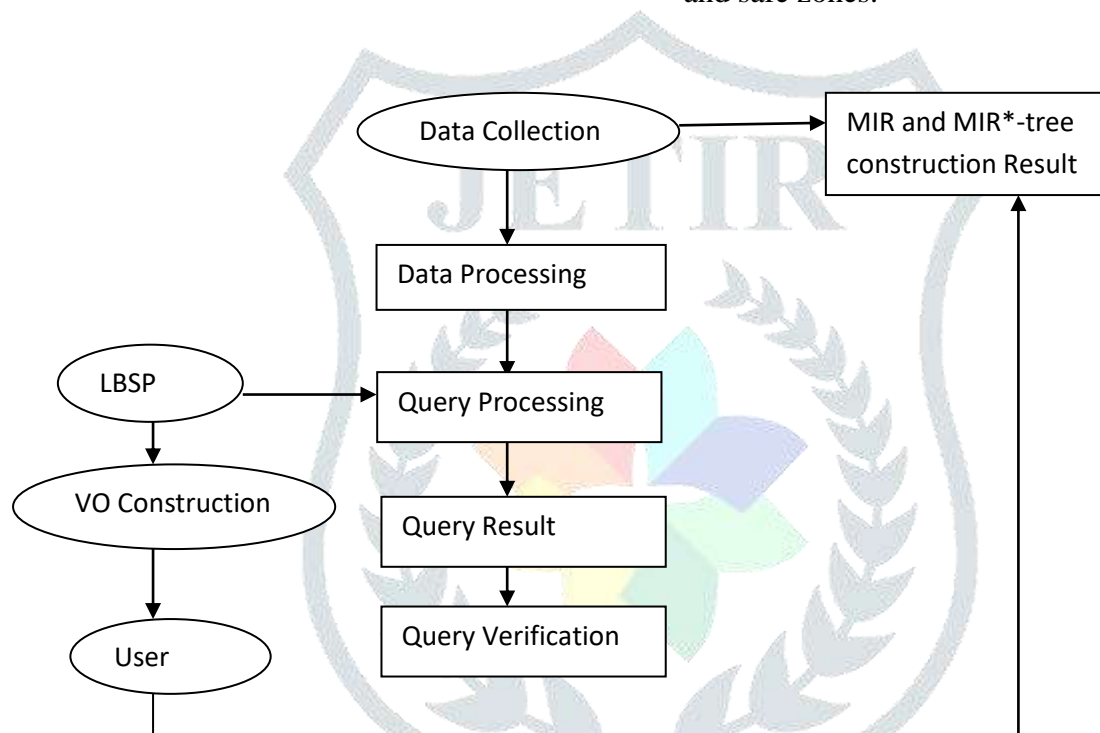 and safe zones.
Data Collection
MIR and MIR*-tree
construction Result
JETIR
Data Processing
LBSP
Query Processing
VO Construction
Query Result
Query Verification
User